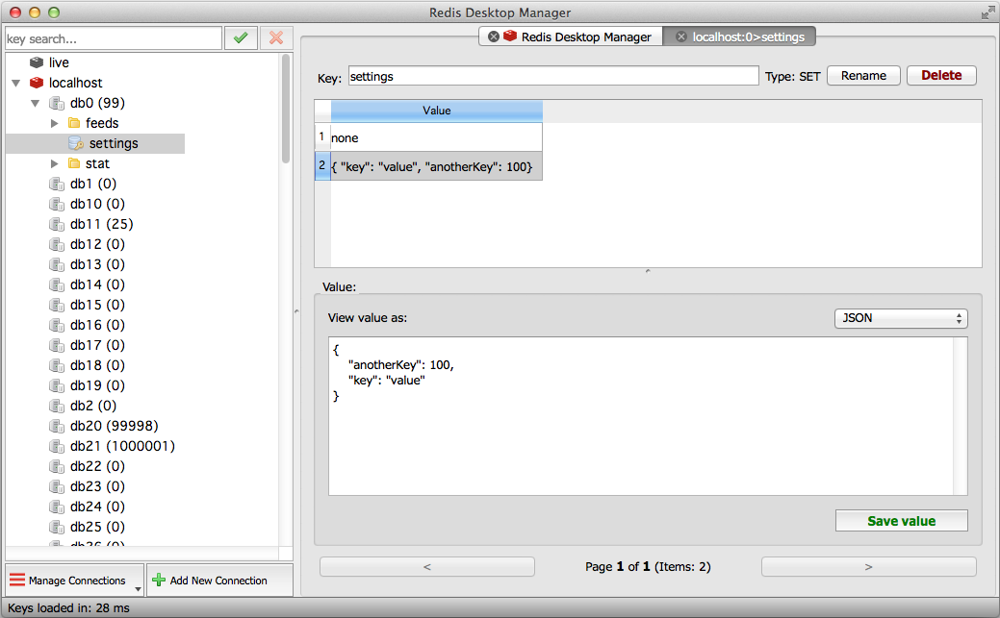 Redis Desktop Manager
key search...
live
localhost
db0 (99)
feeds
settings
stat
db1 (0)
db10 (0)
db11 (25)
db12 (0)
db13 (0)
db14 (0)
db15 (0)
db16 (0)
db17 (0)
db18 (0)
db19 (0)
db2 (0)
db20 (99998)
db21 (1000001)
db22 (0)
db23 (0)
db24 (0)
db25 (0)
db26 (0)
Manage Connections
Add New Connection
Redis Desktop Manager
localhost:0>settings
Key: settings Type: SET Rename Delete
Value
1 none
2 { "key": "value", "anotherKey": 100}
Value:
View value as: JSON
{
"anotherKey": 100,
"key": "value"
}
Save value
< Page 1 of 1 (Items: 2) >
Keys loaded in: 28 ms